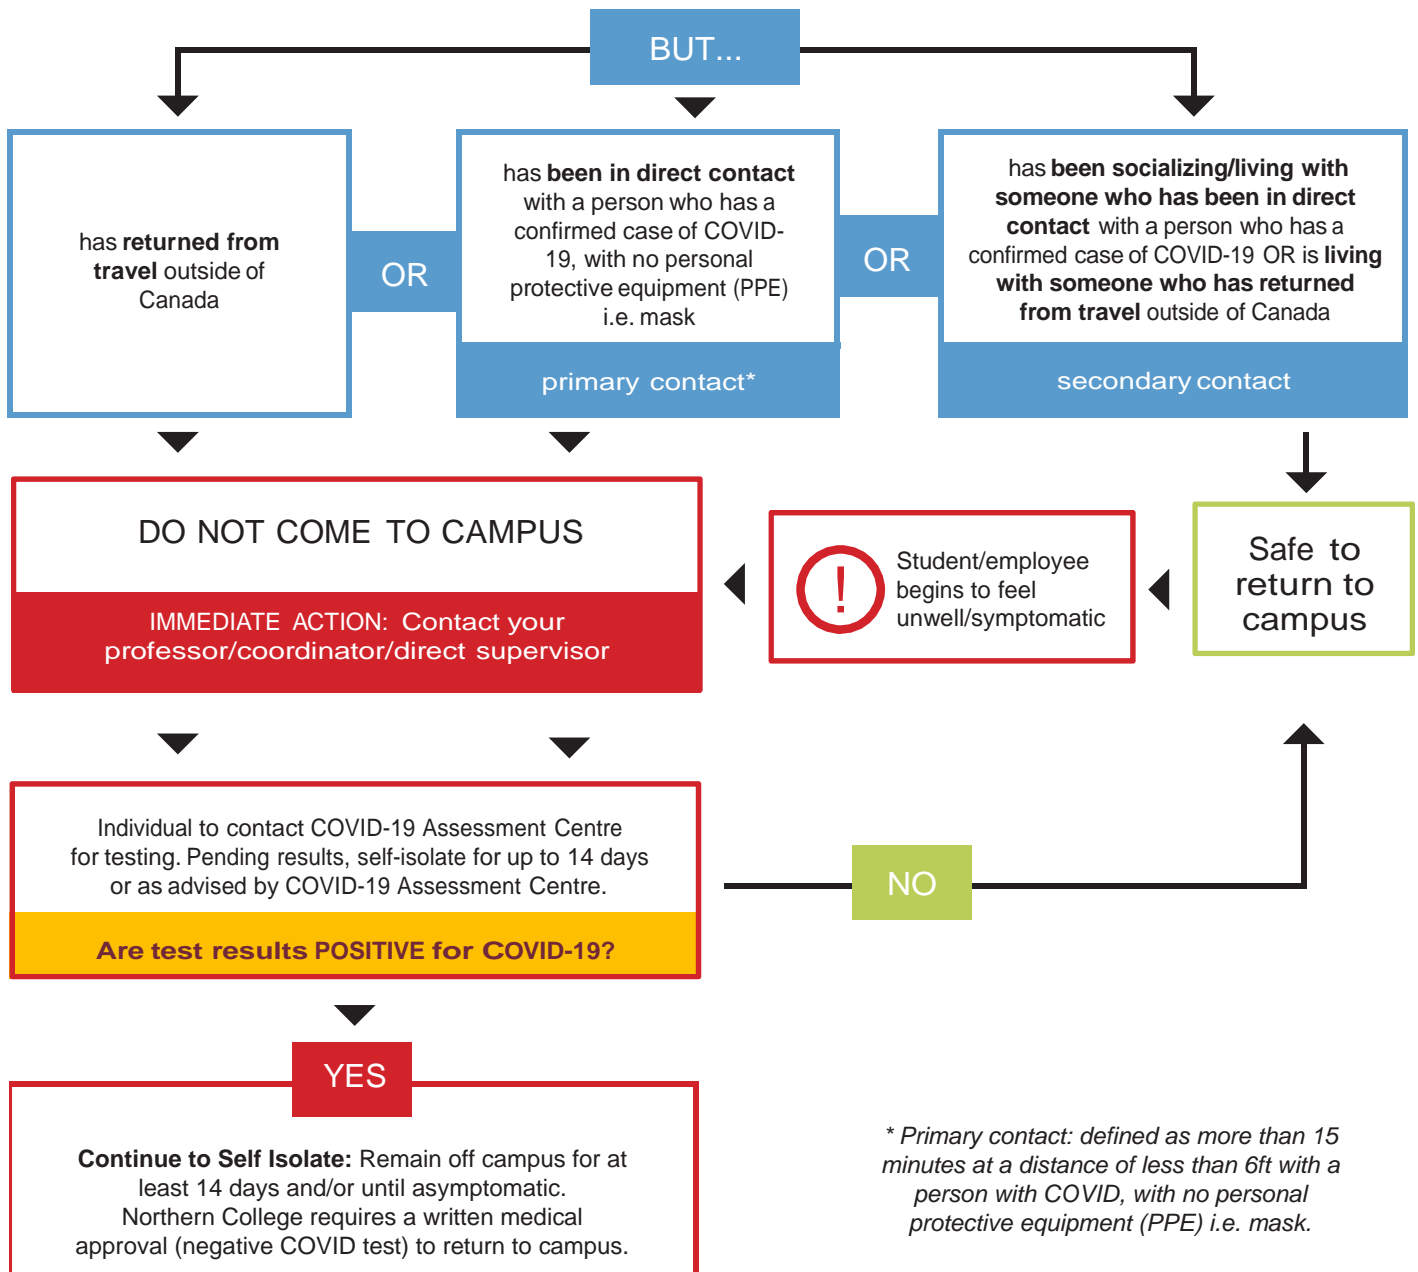 BUT...
has returned from
travel outside of
Canada
OR
has been in direct contact
with a person who has a
confirmed case of COVID-
19, with no personal
protective equipment (PPE)
i.e. mask
primary contact*
OR
has been socializing/living with
someone who has been in direct
contact with a person who has a
confirmed case of COVID-19 OR is living
with someone who has returned
from travel outside of Canada
secondary contact
DO NOT COME TO CAMPUS
IMMEDIATE ACTION: Contact your
professor/coordinator/direct supervisor
!
Student/employee
begins to feel
unwell/symptomatic
Safe to
return to
campus
Individual to contact COVID-19 Assessment Centre
for testing. Pending results, self-isolate for up to 14 days
or as advised by COVID-19 Assessment Centre.
Are test results POSITIVE for COVID-19?
NO
YES
Continue to Self Isolate: Remain off campus for at
least 14 days and/or until asymptomatic.
Northern College requires a written medical
approval (negative COVID test) to return to campus.
* Primary contact: defined as more than 15
minutes at a distance of less than 6ft with a
person with COVID, with no personal
protective equipment (PPE) i.e. mask.